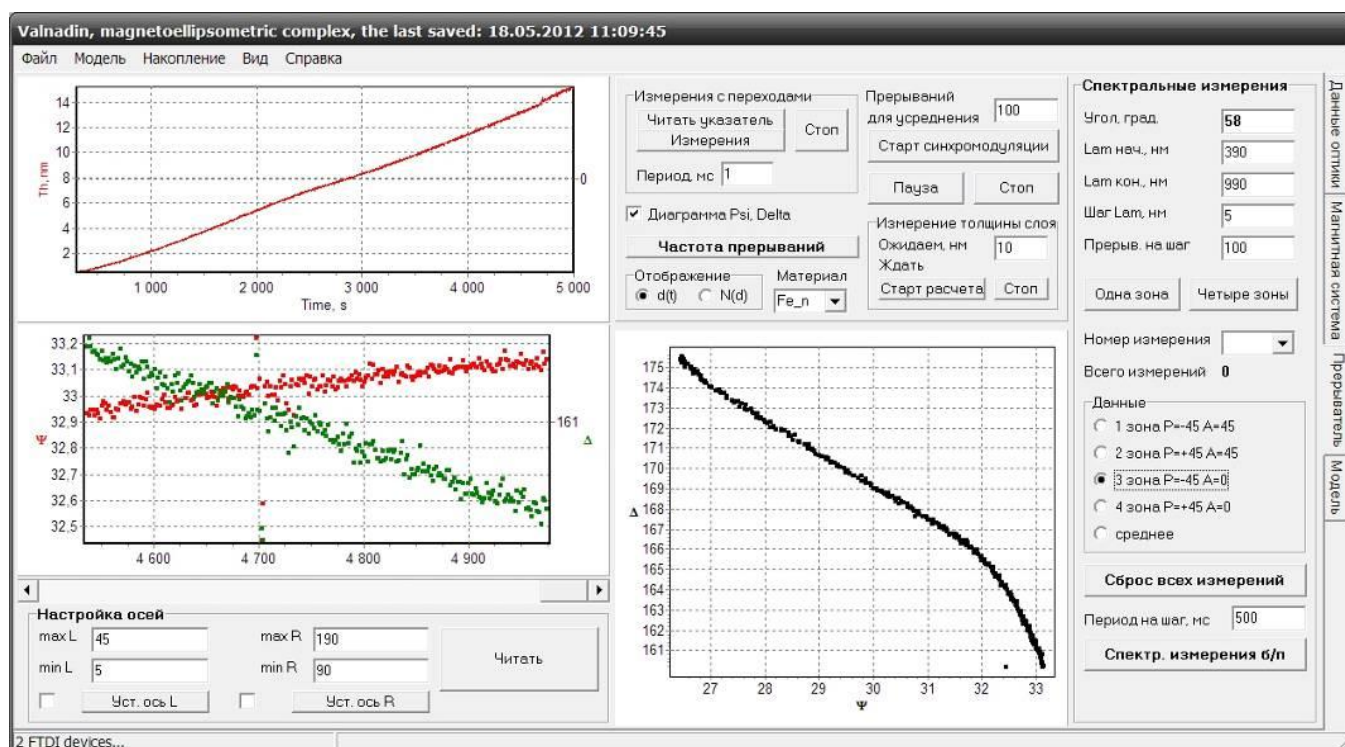 Valnadin, magnetoellipsometric complex, the last saved: 18.05.2012 11:09:45
Файл Модель Накопление Вид Справка
14
12
10
8
6
4
2
Th,nm
0
1 000 2 000 3 000 4 000 5 000
Time, s
Измерения с переходами
Читать указатель
Измерения
Стоп
Период, мс 1
Диаграмма Psi, Delta
Частота прерываний
Отображение
d(t) N(d)
Материал
Fe_n
Прерываний
для усреднения 100
Старт синхромодуляции
Пауза Стоп
Измерение толщины слоя
Ожидаем, нм 10
Ждать
Старт расчета Стоп
33.2
33.1
33
32.9
32.8
32.7
32.6
32.5
Ψ
161
Δ
4 600 4 700 4 800 4 900
Настройка осей
max L 45 max R 190
min L 5 min R 90
Читать
Уст. ось L Уст. ось R
175
174
173
172
171
170
169
168
167
166
165
164
163
162
161
Δ
27 28 29 30 31 32 33
Ψ
Спектральные измерения
Угол, град. 58
Lam нач., нм 390
Lam кон., нм 990
Шаг Lam, нм 5
Прерыв. на шаг 100
Одна зона Четыре зоны
Номер измерения
Всего измерений 0
Данные
1 зона P=-45 A=45
2 зона P=+45 A=45
3 зона P=-45 A=0
4 зона P=+45 A=0
среднее
Сброс всех измерений
Период на шаг, мс 500
Спектр. измерения б/п
Данные оптики
Магнитная система
Прерыватель
Модель
2 FTDI devices...